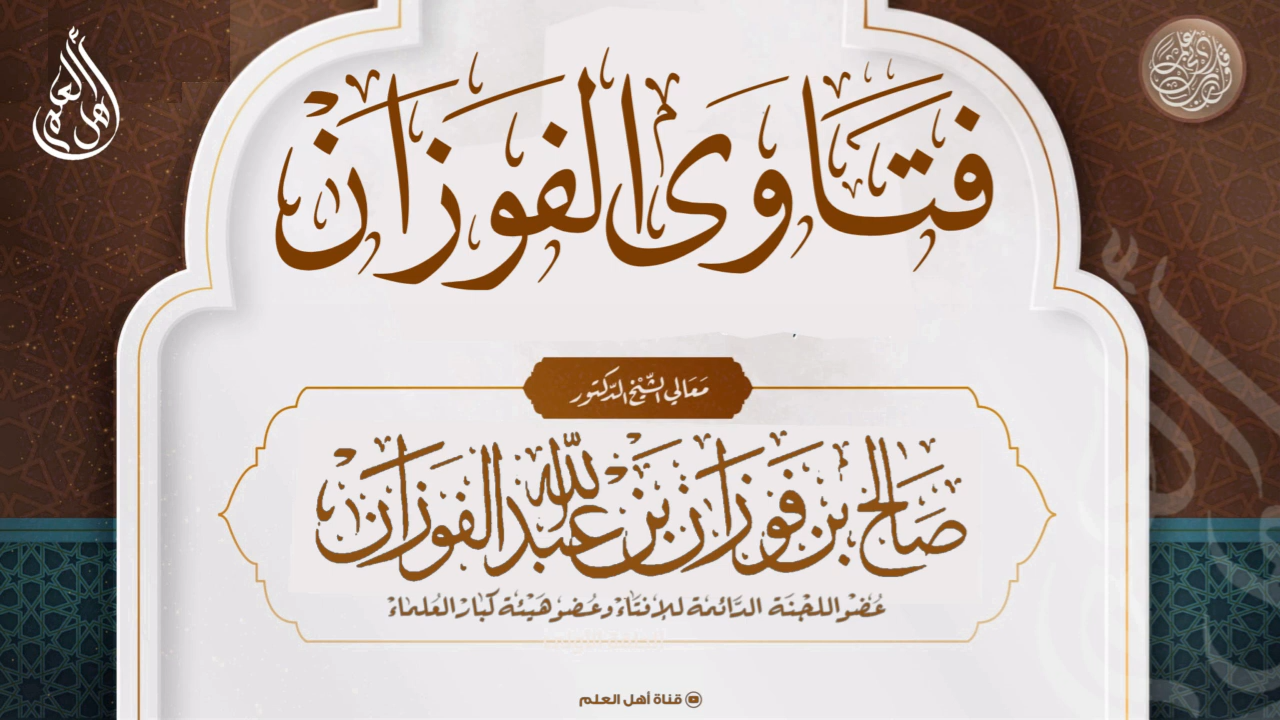 أهل العلم
فتاوى الفوزان
معالي الشيخ الدكتور
صالح بن فوزان بن عبد الله الفوزان
عضو اللجنة الدائمة للإفتاء وعضو هيئة كبار العلماء
قناة أهل العلم